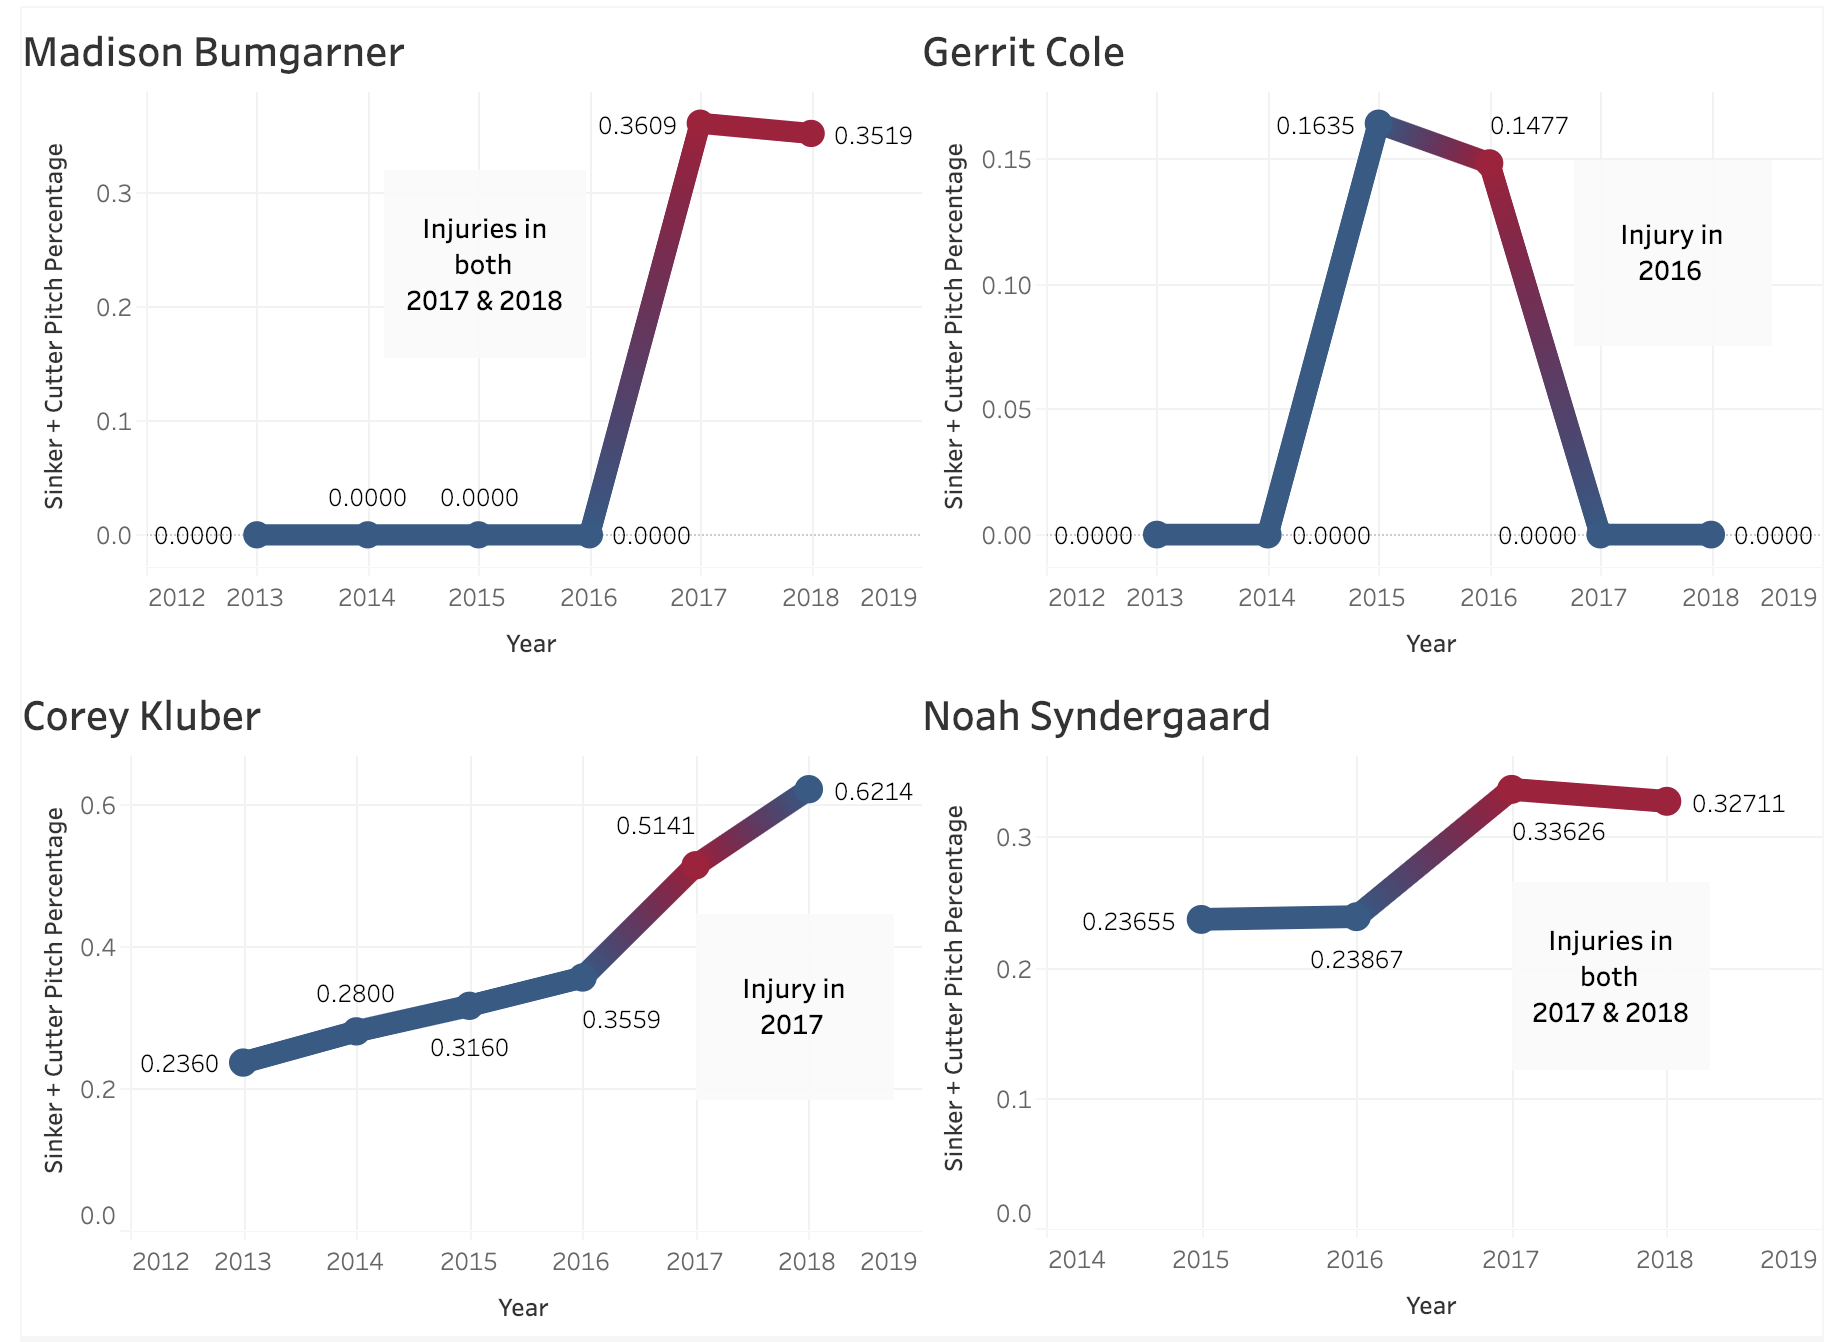 Madison Bumgarner
Sinker + Cutter Pitch Percentage
0.3
0.2
0.1
0.0
0.3609
0.3519
Injuries in
both
2017 & 2018
0.0000 0.0000
0.0000 0.0000
2012 2013 2014 2015 2016 2017 2018 2019
Year
Gerrit Cole
Sinker + Cutter Pitch Percentage
0.15
0.10
0.05
0.00
0.1635 0.1477
Injury in
2016
0.0000 0.0000 0.0000 0.0000
2012 2013 2014 2015 2016 2017 2018 2019
Year
Corey Kluber
Sinker + Cutter Pitch Percentage
0.6
0.4
0.2
0.0
0.6214
0.5141
0.2800
0.3559
0.3160
0.2360
Injury in
2017
2012 2013 2014 2015 2016 2017 2018 2019
Year
Noah Syndergaard
Sinker + Cutter Pitch Percentage
0.3
0.2
0.1
0.0
0.32711
0.33626
0.23655
0.23867
Injuries in
both
2017 & 2018
2014 2015 2016 2017 2018 2019
Year